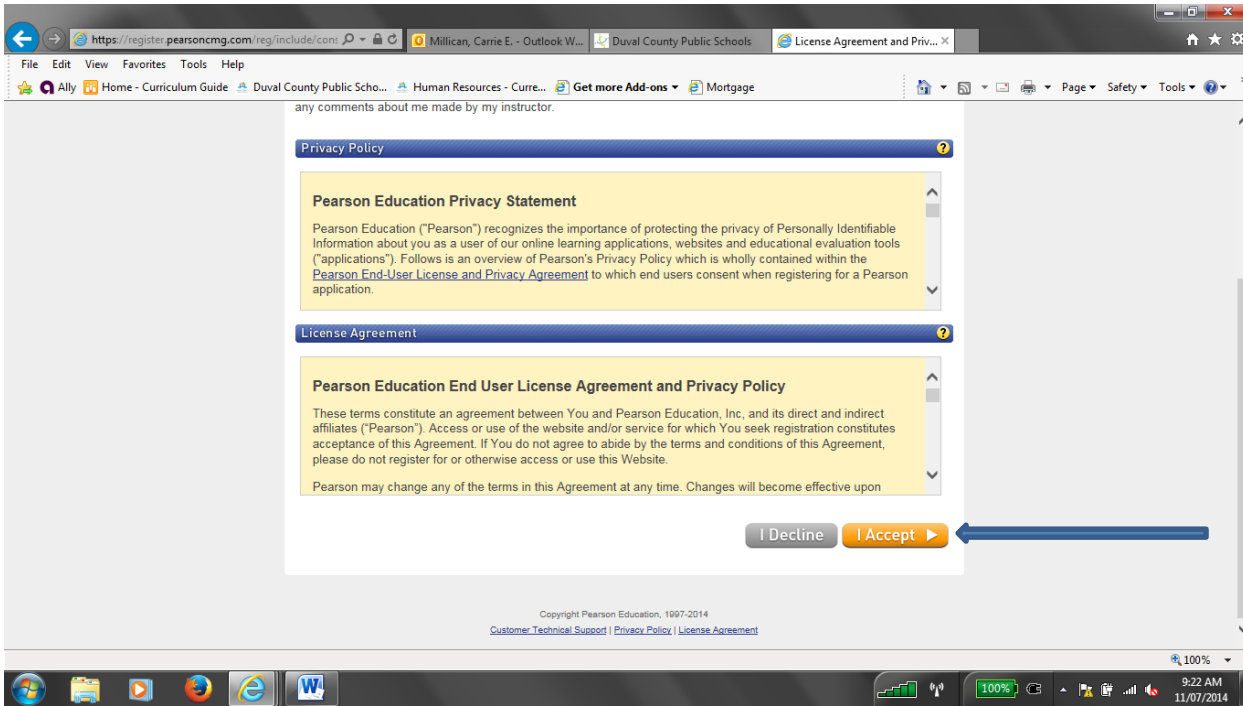 https://register.pearsoncmg.com/reg/include/con
Millican, Carrie E. - Outlook W...
Duval County Public Schools
License Agreement and Priv...
File Edit View Favorites Tools Help
Ally Home - Curriculum Guide Duval County Public Scho... Human Resources - Curre... Get more Add-ons Mortgage Page Safety Tools
any comments about me made by my instructor.
Privacy Policy ?
Pearson Education Privacy Statement
Pearson Education ("Pearson") recognizes the importance of protecting the privacy of Personally Identifiable
Information about you as a user of our online learning applications, websites and educational evaluation tools
("applications"). Follows is an overview of Pearson's Privacy Policy which is wholly contained within the
Pearson End-User License and Privacy Agreement to which end users consent when registering for a Pearson
application.
License Agreement ?
Pearson Education End User License Agreement and Privacy Policy
These terms constitute an agreement between You and Pearson Education, Inc, and its direct and indirect
affiliates ("Pearson"). Access or use of the website and/or service for which You seek registration constitutes
acceptance of this Agreement. If You do not agree to abide by the terms and conditions of this Agreement,
please do not register for or otherwise access or use this Website.
Pearson may change any of the terms in this Agreement at any time. Changes will become effective upon
I Decline I Accept
Copyright Pearson Education, 1997-2014
Customer Technical Support | Privacy Policy | License Agreement
100%
100% 9:22 AM
11/07/2014